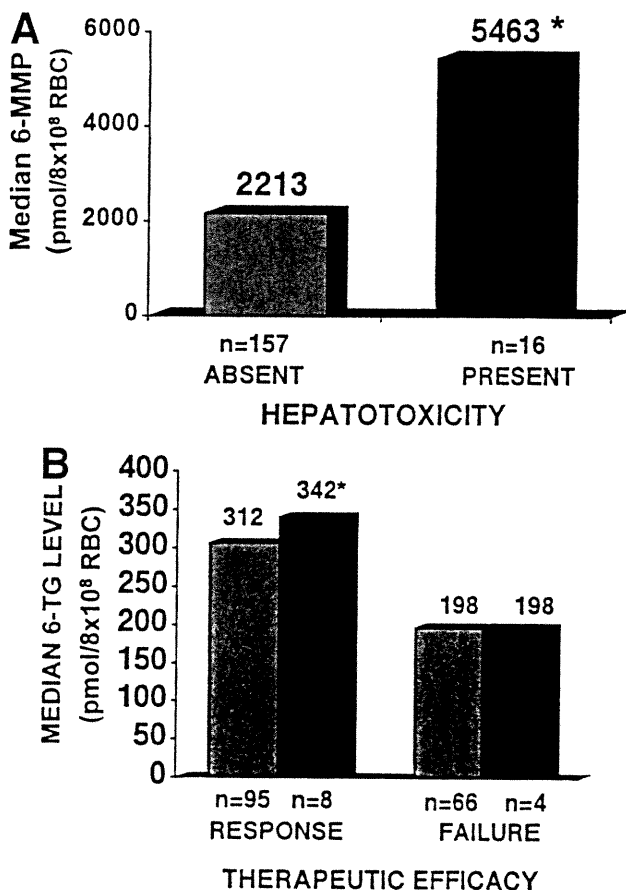 A
Median 6-MMP
(pmol/8x10⁸ RBC)
6000
4000
2000
0
2213
5463 *
n=157
n=16
ABSENT
PRESENT
HEPATOTOXICITY
B
MEDIAN 6-TG LEVEL
(pmol/8x10⁸ RBC)
400
350
300
250
200
150
100
50
0
312
342*
198
198
n=95
n=8
n=66
n=4
RESPONSE
FAILURE
THERAPEUTIC EFFICACY